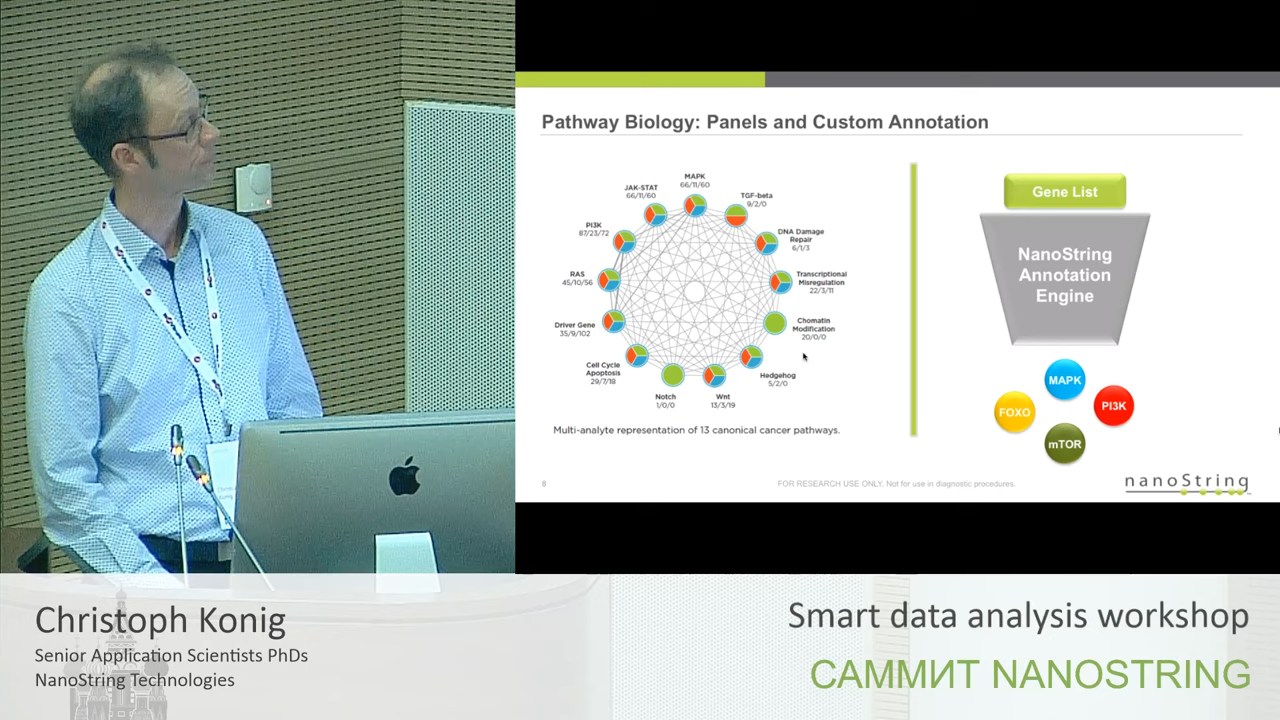 Pathway Biology: Panels and Custom Annotation
MAPK
66/11/60
JAK-STAT
66/11/60
TGF-beta
9/2/0
PI3K
87/23/72
DNA Damage
Repair
6/1/3
RAS
45/10/56
Transcriptional
Misregulation
22/3/11
Driver Gene
35/9/102
Chomatin
Modification
20/0/0
Cell Cycle
Apoptosis
29/7/18
Hedgehog
5/2/0
Notch
1/0/0
Wnt
13/3/19
Multi-analyte representation of 13 canonical cancer pathways.
Gene List
NanoString
Annotation
Engine
MAPK
FOXO
PI3K
mTOR
8
FOR RESEARCH USE ONLY. Not for use in diagnostic procedures.
nanoString
Christoph Konig
Senior Application Scientists PhDs
NanoString Technologies
Smart data analysis workshop
САММИТ NANOSTRING